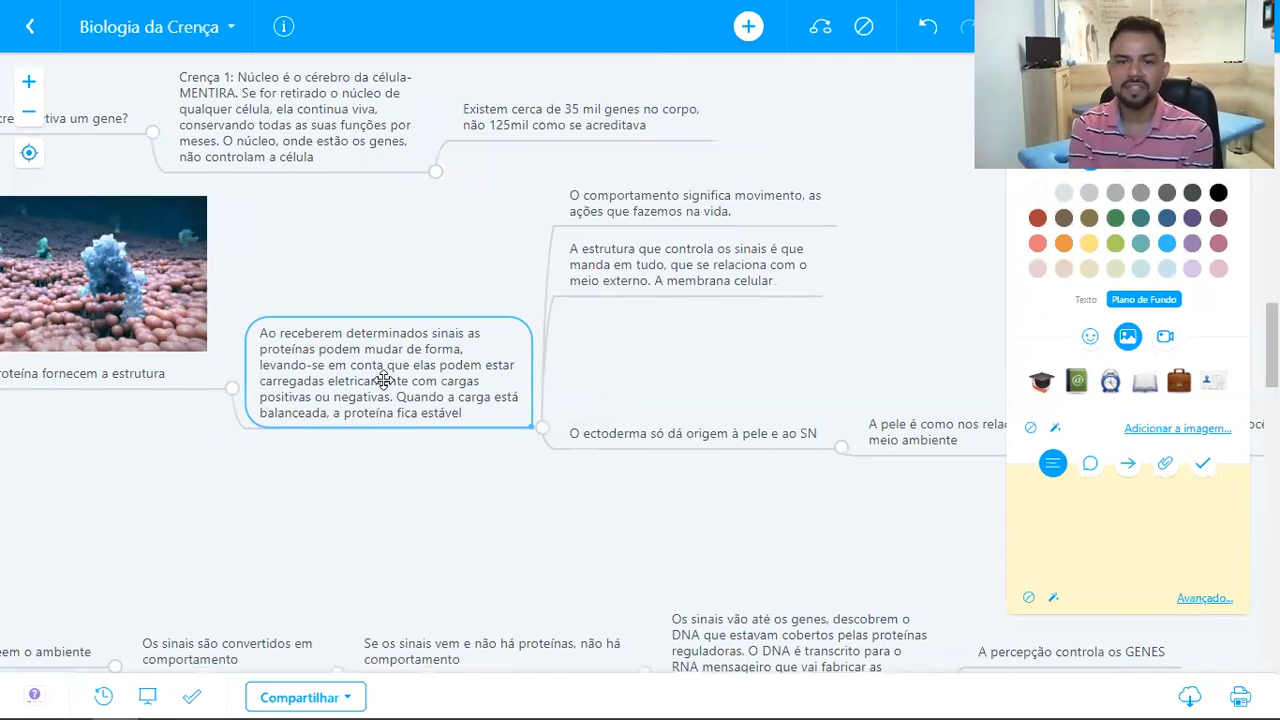 Biologia da Crença
Crença 1: Núcleo é o cérebro da célula-
MENTIRA. Se for retirado o núcleo de
qualquer célula, ela continua viva,
conservando todas as suas funções por
meses. O núcleo, onde estão os genes,
não controlam a célula
tiva um gene?
Existem cerca de 35 mil genes no corpo,
não 125mil como se acreditava
O comportamento significa movimento, as
ações que fazemos na vida.
A estrutura que controla os sinais é que
manda em tudo, que se relaciona com o
meio externo. A membrana celular
Ao receberem determinados sinais as
proteínas podem mudar de forma,
levando-se em conta que elas podem estar
carregadas eletricamente com cargas
positivas ou negativas. Quando a carga está
balanceada, a proteína fica estável
roteína fornecem a estrutura
O ectoderma só dá origem à pele e ao SN
A pele é como nos relac
meio ambiente
Texto
Plano de Fundo
Adicionar a imagem...
Avançado...
eem o ambiente
Os sinais são convertidos em
comportamento
Se os sinais vem e não há proteínas, não há
comportamento
Os sinais vão até os genes, descobrem o
DNA que estavam cobertos pelas proteínas
reguladoras. O DNA é transcrito para o
RNA mensageiro que vai fabricar as
A percepção controla os GENES
Compartilhar